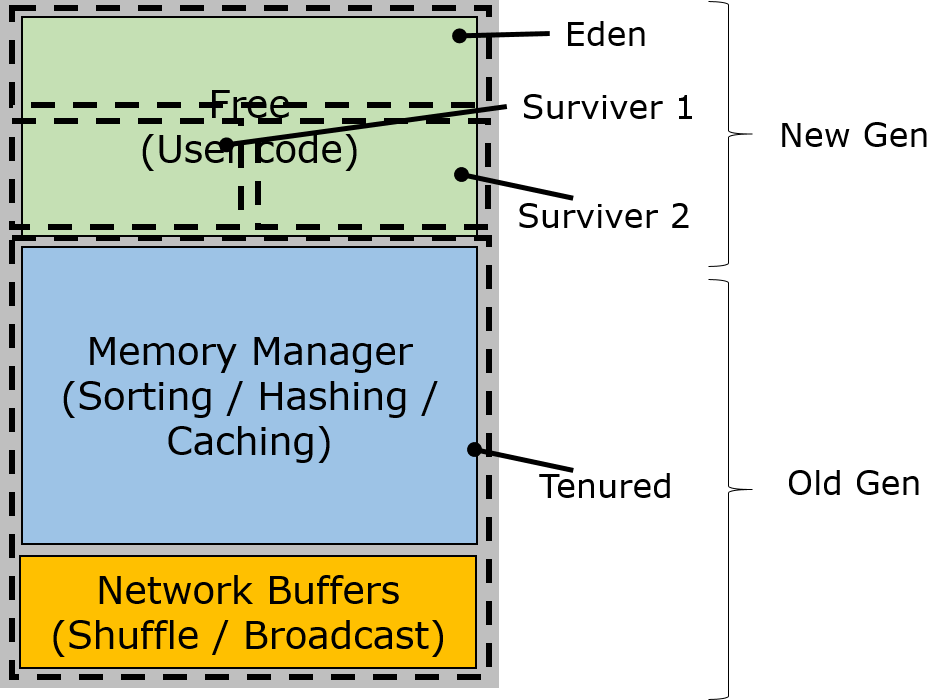 Eden
Free
Surviver 1
(User code)
New Gen
Surviver 2
Memory Manager
(Sorting / Hashing /
Caching)
Tenured
Old Gen
Network Buffers
(Shuffle / Broadcast)